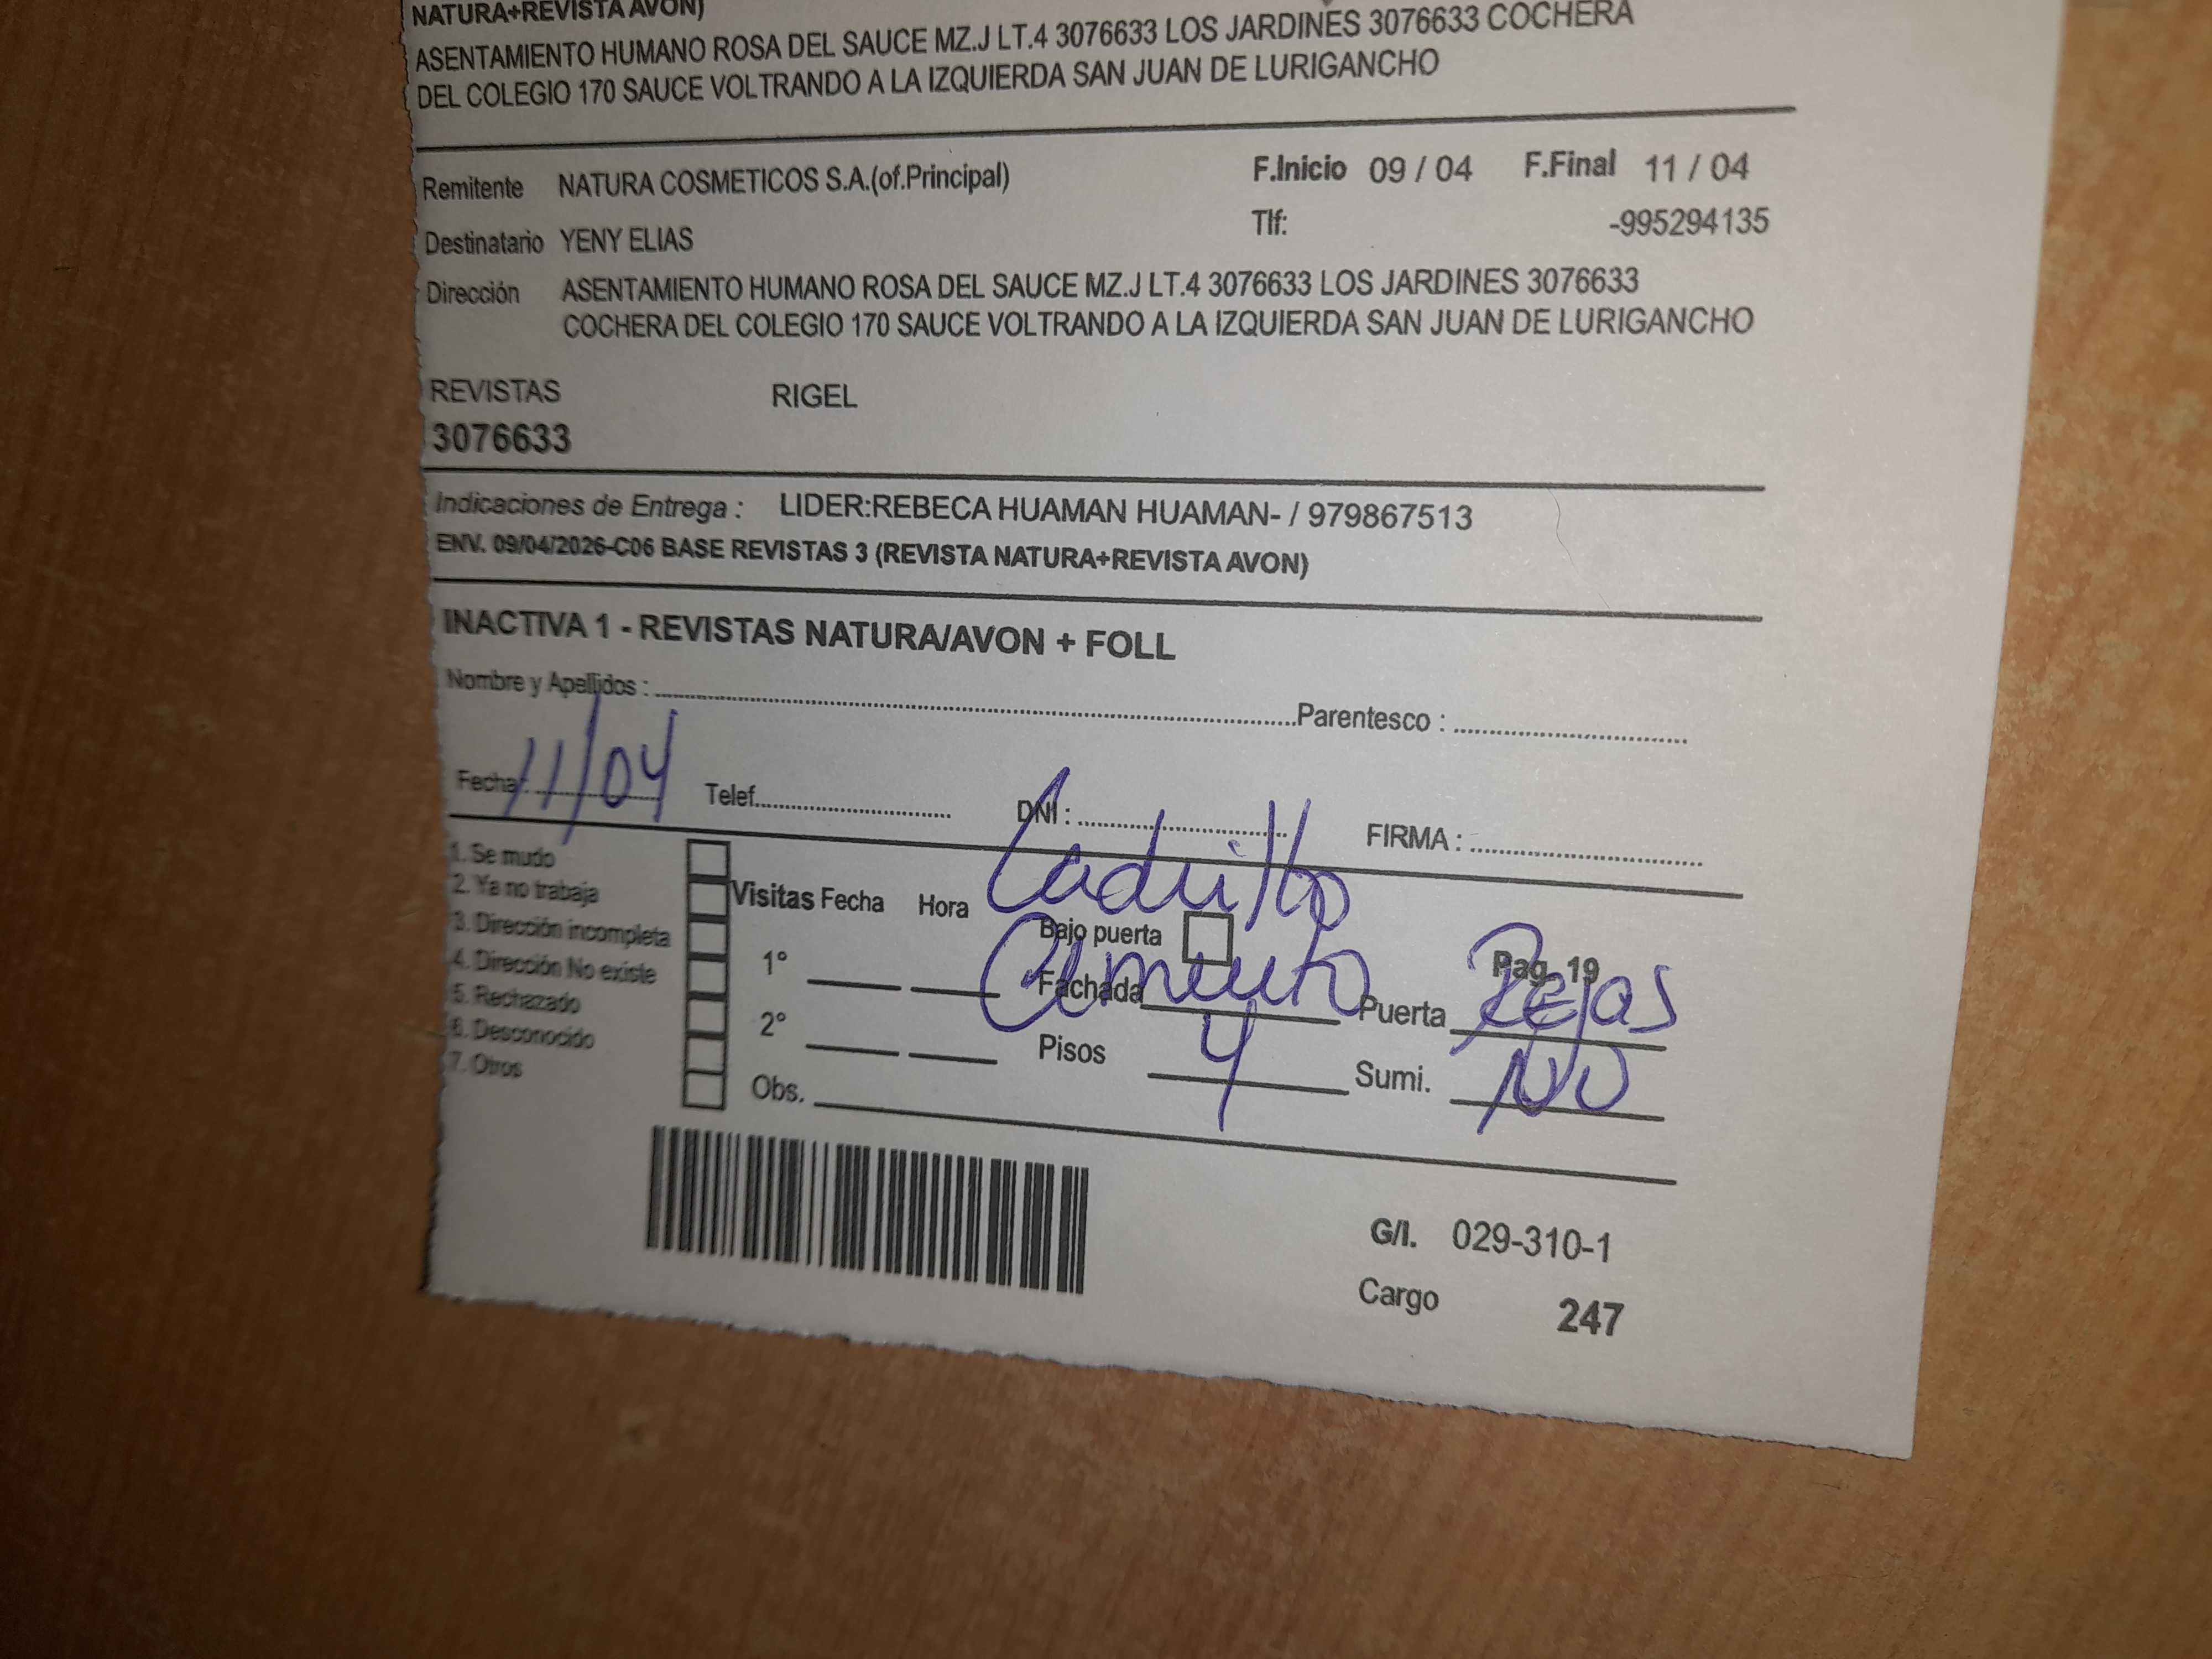 NATURA+REVISTA AVON)
ASENTAMIENTO HUMANO ROSA DEL SAUCE MZ.J LT.4 3076633 LOS JARDINES 3076633 COCHERA
DEL COLEGIO 170 SAUCE VOLTRANDO A LA IZQUIERDA SAN JUAN DE LURIGANCHO
Remitente NATURA COSMETICOS S.A.(of.Principal) F.Inicio 09 / 04 F.Final 11 / 04
Destinatario YENY ELIAS Tlf: -995294135
Dirección ASENTAMIENTO HUMANO ROSA DEL SAUCE MZ.J LT.4 3076633 LOS JARDINES 3076633
COCHERA DEL COLEGIO 170 SAUCE VOLTRANDO A LA IZQUIERDA SAN JUAN DE LURIGANCHO
REVISTAS RIGEL
3076633
Indicaciones de Entrega : LIDER:REBECA HUAMAN HUAMAN- / 979867513
ENV. 09/04/2026-C06 BASE REVISTAS 3 (REVISTA NATURA+REVISTA AVON)
INACTIVA 1 - REVISTAS NATURA/AVON + FOLL
Nombre y Apellidos : Parentesco :
Fecha: 11/04 Telef. DNI : FIRMA :
Ladrillo
1. Se mudo
2. Ya no trabaja
3. Dirección incompleta
4. Dirección No existe
5. Rechazado
6. Desconocido
7. Otros
Visitas Fecha Hora Bajo puerta Pag. 19
1° Fachada Cemento Puerta Rejas
2° Pisos 4 Sumi. NO
Obs.
G/I. 029-310-1
Cargo 247